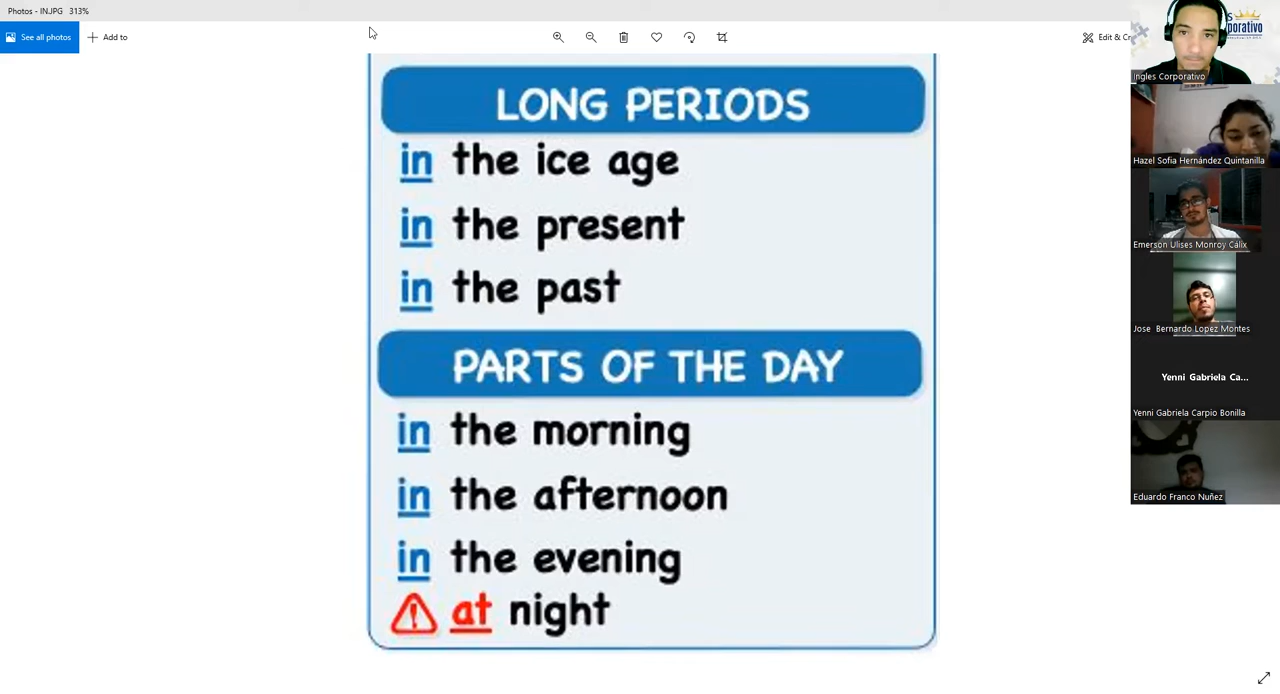 Photos - IN.JPG 313%
See all photos
Add to
Edit & Cr
LONG PERIODS
in the ice age
in the present
in the past
PARTS OF THE DAY
in the morning
in the afternoon
in the evening
at night
porativo
Ingles Corporativo
Hazel Sofia Hernández Quintanilla
Emerson Ulises Monroy Cálix
Jose Bernardo Lopez Montes
Yenni Gabriela Ca...
Yenni Gabriela Carpio Bonilla
Eduardo Franco Nuñez